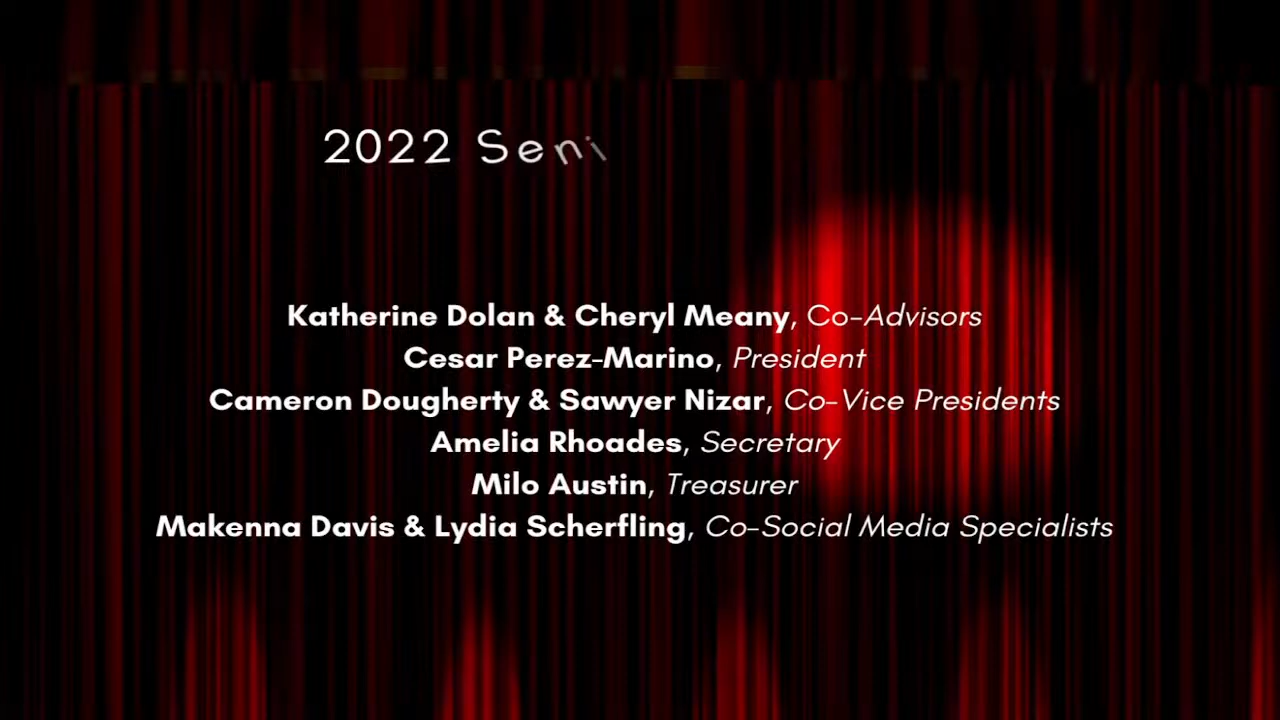 2022 Seni
Katherine Dolan & Cheryl Meany, Co-Advisors
Cesar Perez-Marino, President
Cameron Dougherty & Sawyer Nizar, Co-Vice Presidents
Amelia Rhoades, Secretary
Milo Austin, Treasurer
Makenna Davis & Lydia Scherfling, Co-Social Media Specialists